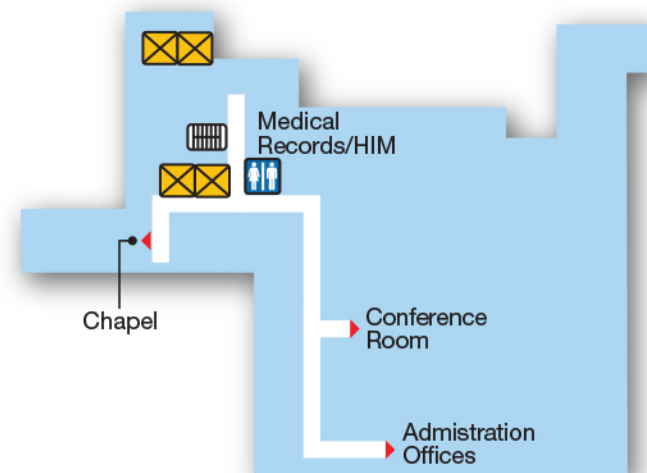 Medical
Records/HIM
Chapel
Conference
Room
Admistration
Offices